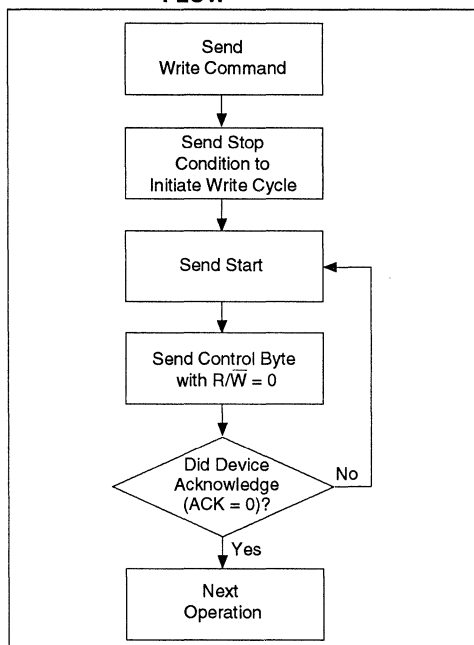 FLOW
Send
Write Command
Send Stop
Condition to
Initiate Write Cycle
Send Start
Send Control Byte
with R/W̅ = 0
Did Device
Acknowledge
(ACK = 0)?
No
Yes
Next
Operation